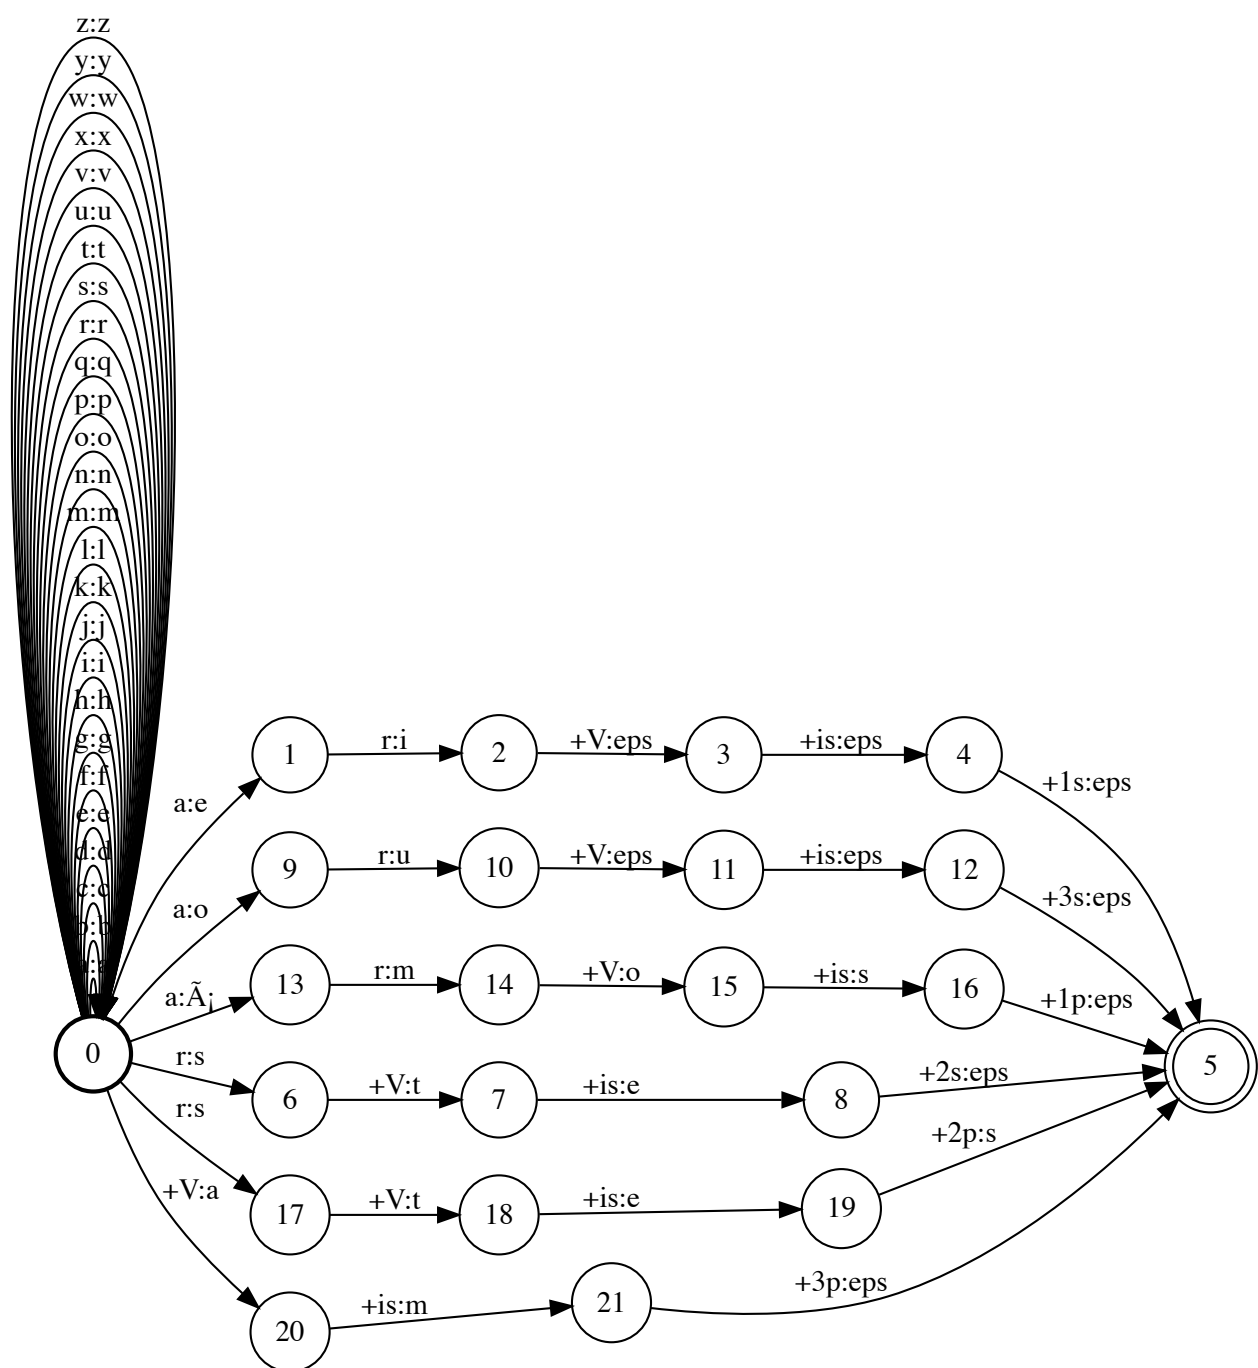 z:z
y:y
w:w
x:x
v:v
u:u
t:t
s:s
r:r
q:q
p:p
o:o
n:n
m:m
l:l
k:k
j:j
i:i
h:h
g:g
f:f
e:e
d:d
c:c
b:b
0
a:e
1
r:i
2
+V:eps
3
+is:eps
4
+1s:eps
a:o
9
r:u
10
+V:eps
11
+is:eps
12
+3s:eps
a:Ã¡
13
r:m
14
+V:o
15
+is:s
16
+1p:eps
r:s
6
+V:t
7
+is:e
8
+2s:eps
5
r:s
17
+V:t
18
+is:e
19
+2p:s
+V:a
20
+is:m
21
+3p:eps